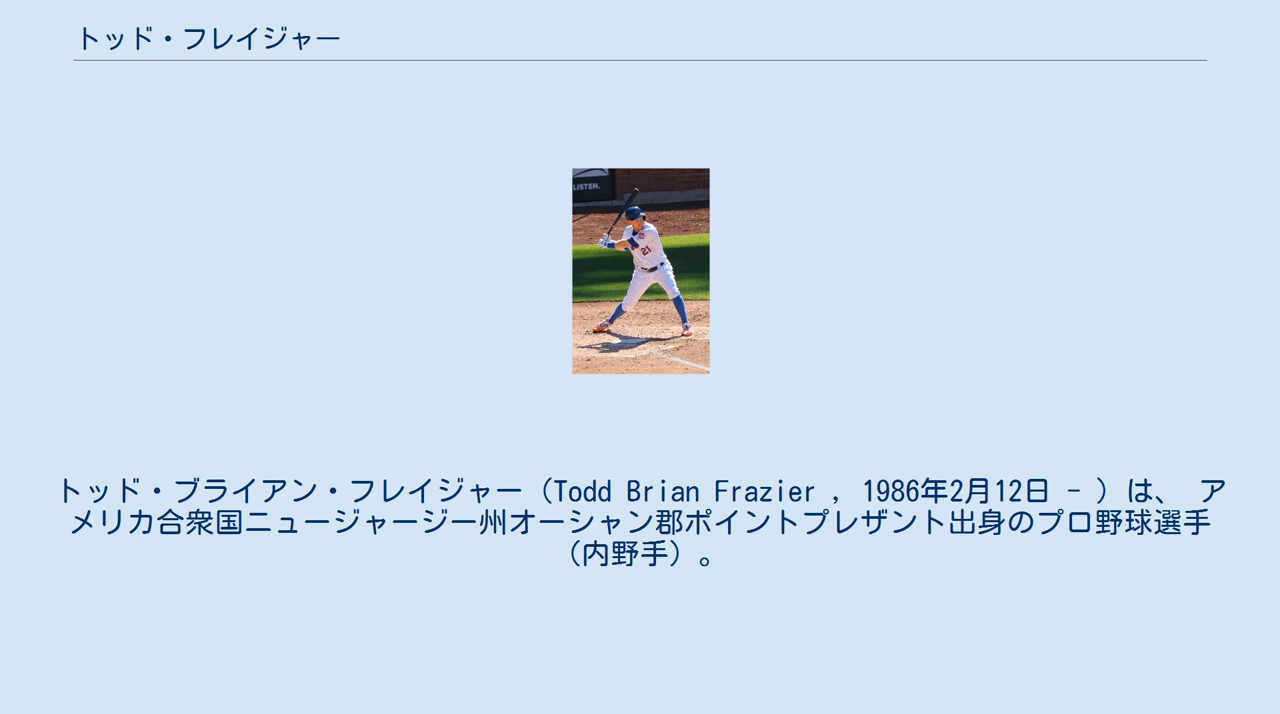 トッド・フレイジャー
LISTEN.
21
トッド・ブライアン・フレイジャー（Todd Brian Frazier , 1986年2月12日 - ）は、 ア
メリカ合衆国ニュージャージー州オーシャン郡ポイントプレザント出身のプロ野球選手
（内野手）。